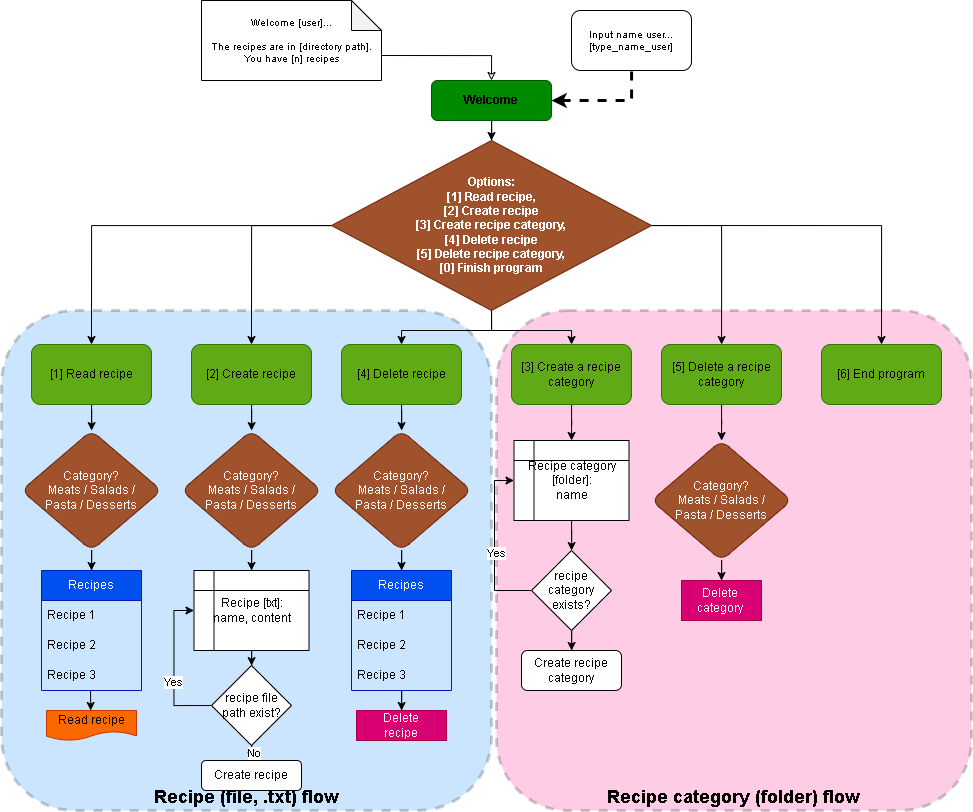 Welcome [user]...
The recipes are in [directory path].
You have [n] recipes
Input name user...
[type_name_user]
Welcome
Options:
[1] Read recipe,
[2] Create recipe
[3] Create recipe category,
[4] Delete recipe
[5] Delete recipe category,
[0] Finish program
[1] Read recipe
[2] Create recipe
[4] Delete recipe
[3] Create a recipe
category
[5] Delete a recipe
category
[6] End program
Category?
Meats / Salads /
Pasta / Desserts
Category?
Meats / Salads /
Pasta / Desserts
Category?
Meats / Salads /
Pasta / Desserts
Recipe category
[folder]:
name
Category?
Meats / Salads /
Pasta / Desserts
Recipes
Recipe 1
Recipe 2
Recipe 3
Read recipe
Recipe [txt]:
name, content
Yes
recipe file
path exist?
No
Create recipe
Recipes
Recipe 1
Recipe 2
Recipe 3
Delete
recipe
Yes
recipe
category
exists?
Create recipe
category
Delete
category
Recipe (file, .txt) flow
Recipe category (folder) flow